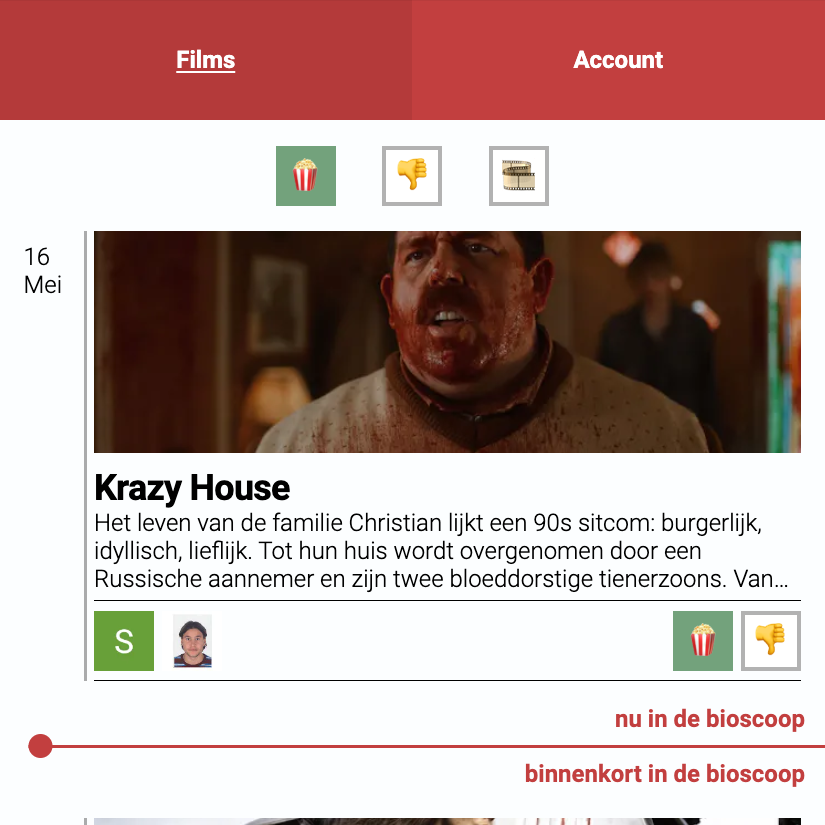 Films
Account
16
Mei
Krazy House
Het leven van de familie Christian lijkt een 90s sitcom: burgerlijk,
idyllisch, lieflijk. Tot hun huis wordt overgenomen door een
Russische aannemer en zijn twee bloeddorstige tienerzoons. Van...
S
nu in de bioscoop
binnenkort in de bioscoop